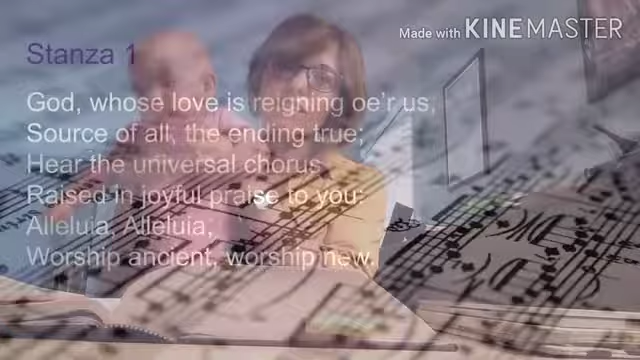 Made with KINEMASTER
Stanza 1
God, whose love is reigning oe'r us,
Source of all, the ending true;
Hear the universal chorus
Raised in joyful praise to you:
Alleluia, Alleluia,
Worship ancient, worship new.